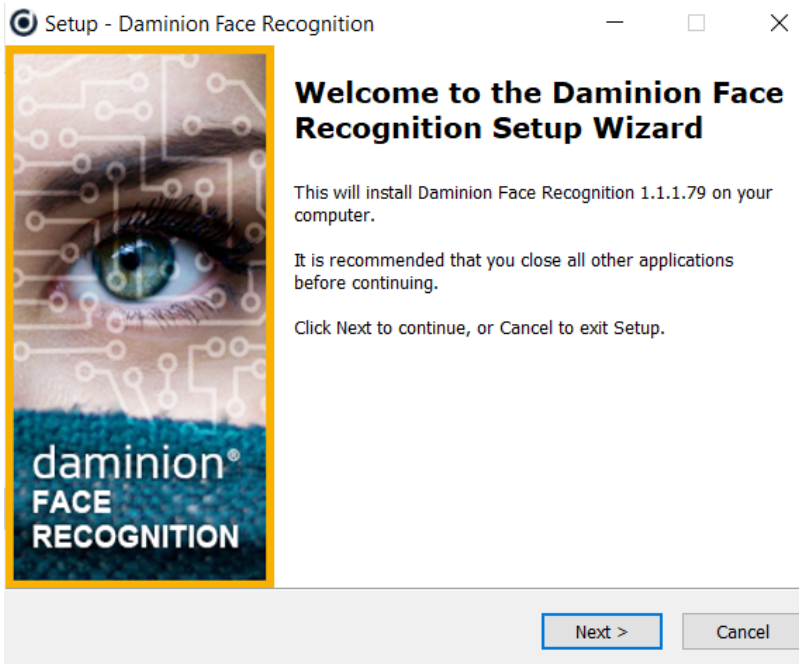 Setup - Daminion Face Recognition
Welcome to the Daminion Face
Recognition Setup Wizard
This will install Daminion Face Recognition 1.1.1.79 on your
computer.
It is recommended that you close all other applications
before continuing.
Click Next to continue, or Cancel to exit Setup.
daminion®
FACE
RECOGNITION
Next >
Cancel